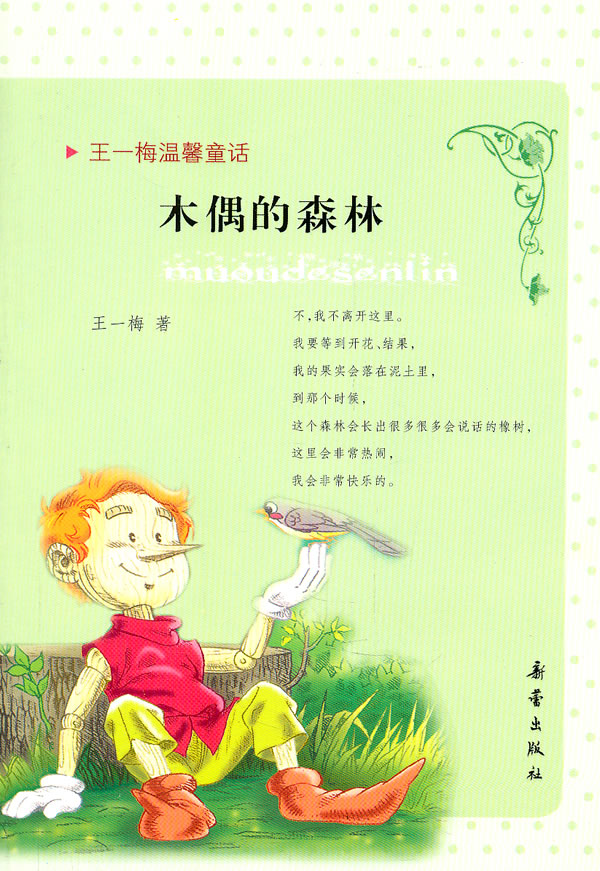 王一梅温馨童话
木偶的森林
muoudesenlin
王一梅 著
不,我不离开这里。
我要等到开花、结果,
我的果实会落在泥土里,
到那个时候,
这个森林会长出很多很多会说话的橡树,
这里会非常热闹,
我会非常快乐的。
新蕾出版社